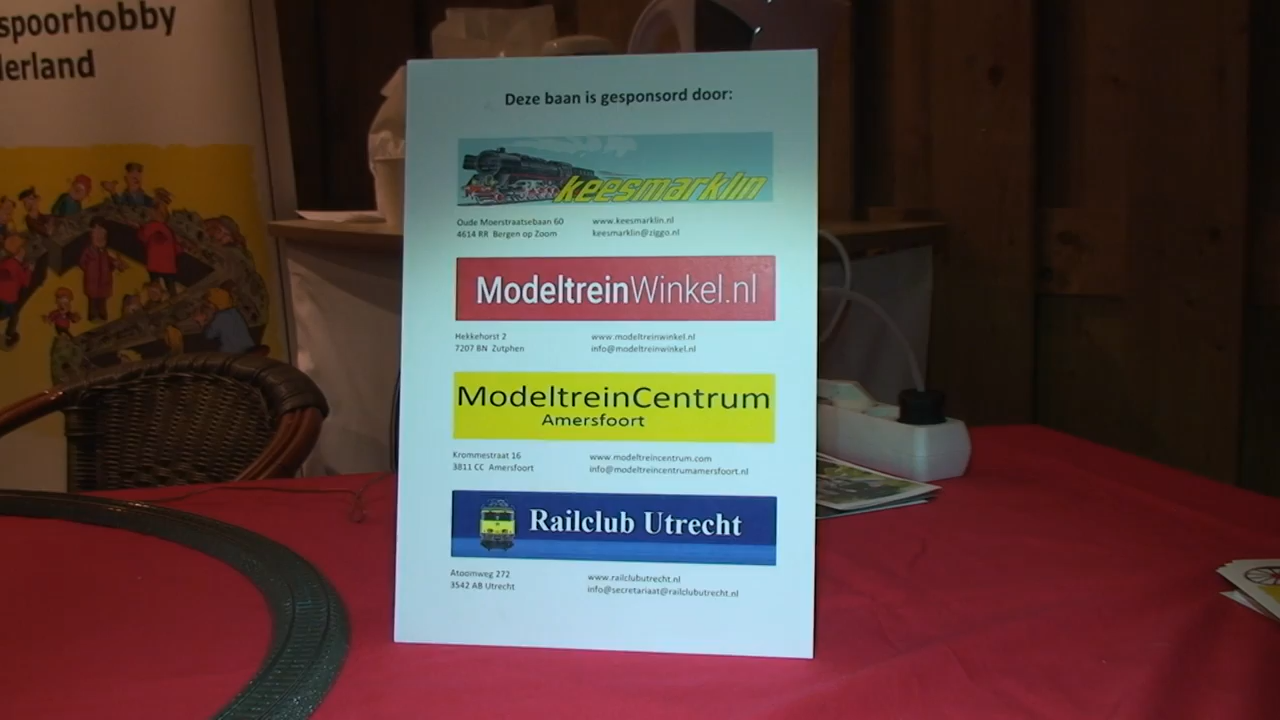 spoorhobby
derland
Deze baan is gesponsord door:
keesmarklin
Oude Moerstraatsebaan 60
4614 RR Bergen op Zoom
www.keesmarklin.nl
keesmarklin@ziggo.nl
ModeltreinWinkel.nl
Hekkehorst 2
7207 BN Zutphen
www.modeltreinwinkel.nl
info@modeltreinwinkel.nl
ModeltreinCentrum
Amersfoort
Krommestraat 16
3811 CC Amersfoort
www.modeltreincentrum.com
info@modeltreincentrumamersfoort.nl
Railclub Utrecht
Atoomweg 272
3542 AB Utrecht
www.railclubutrecht.nl
info@secretariaat@railclubutrecht.nl